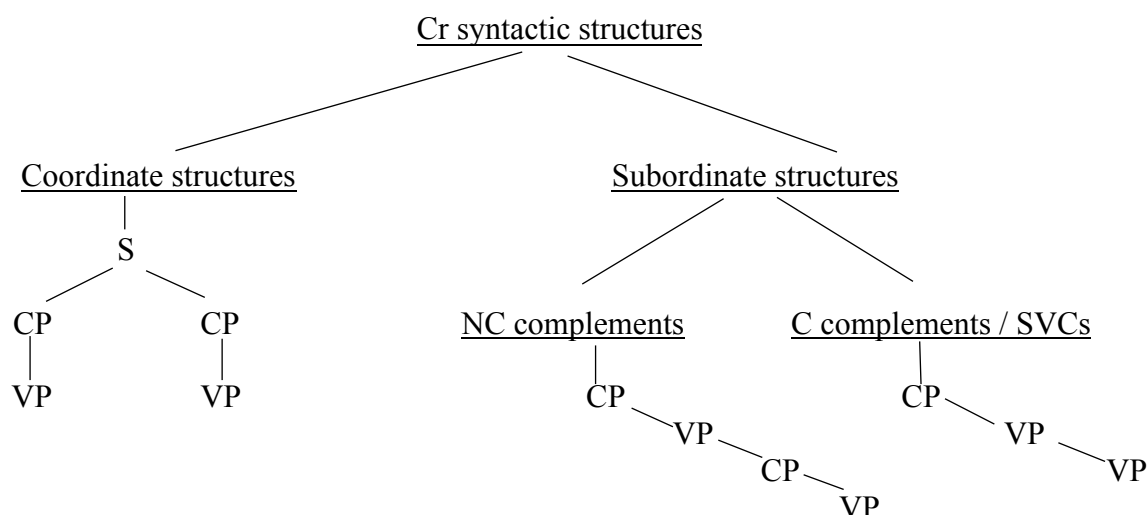 Cr syntactic structures
Coordinate structures Subordinate structures
S
CP CP NC complements C complements / SVCs
VP VP CP CP
VP VP
CP VP
VP